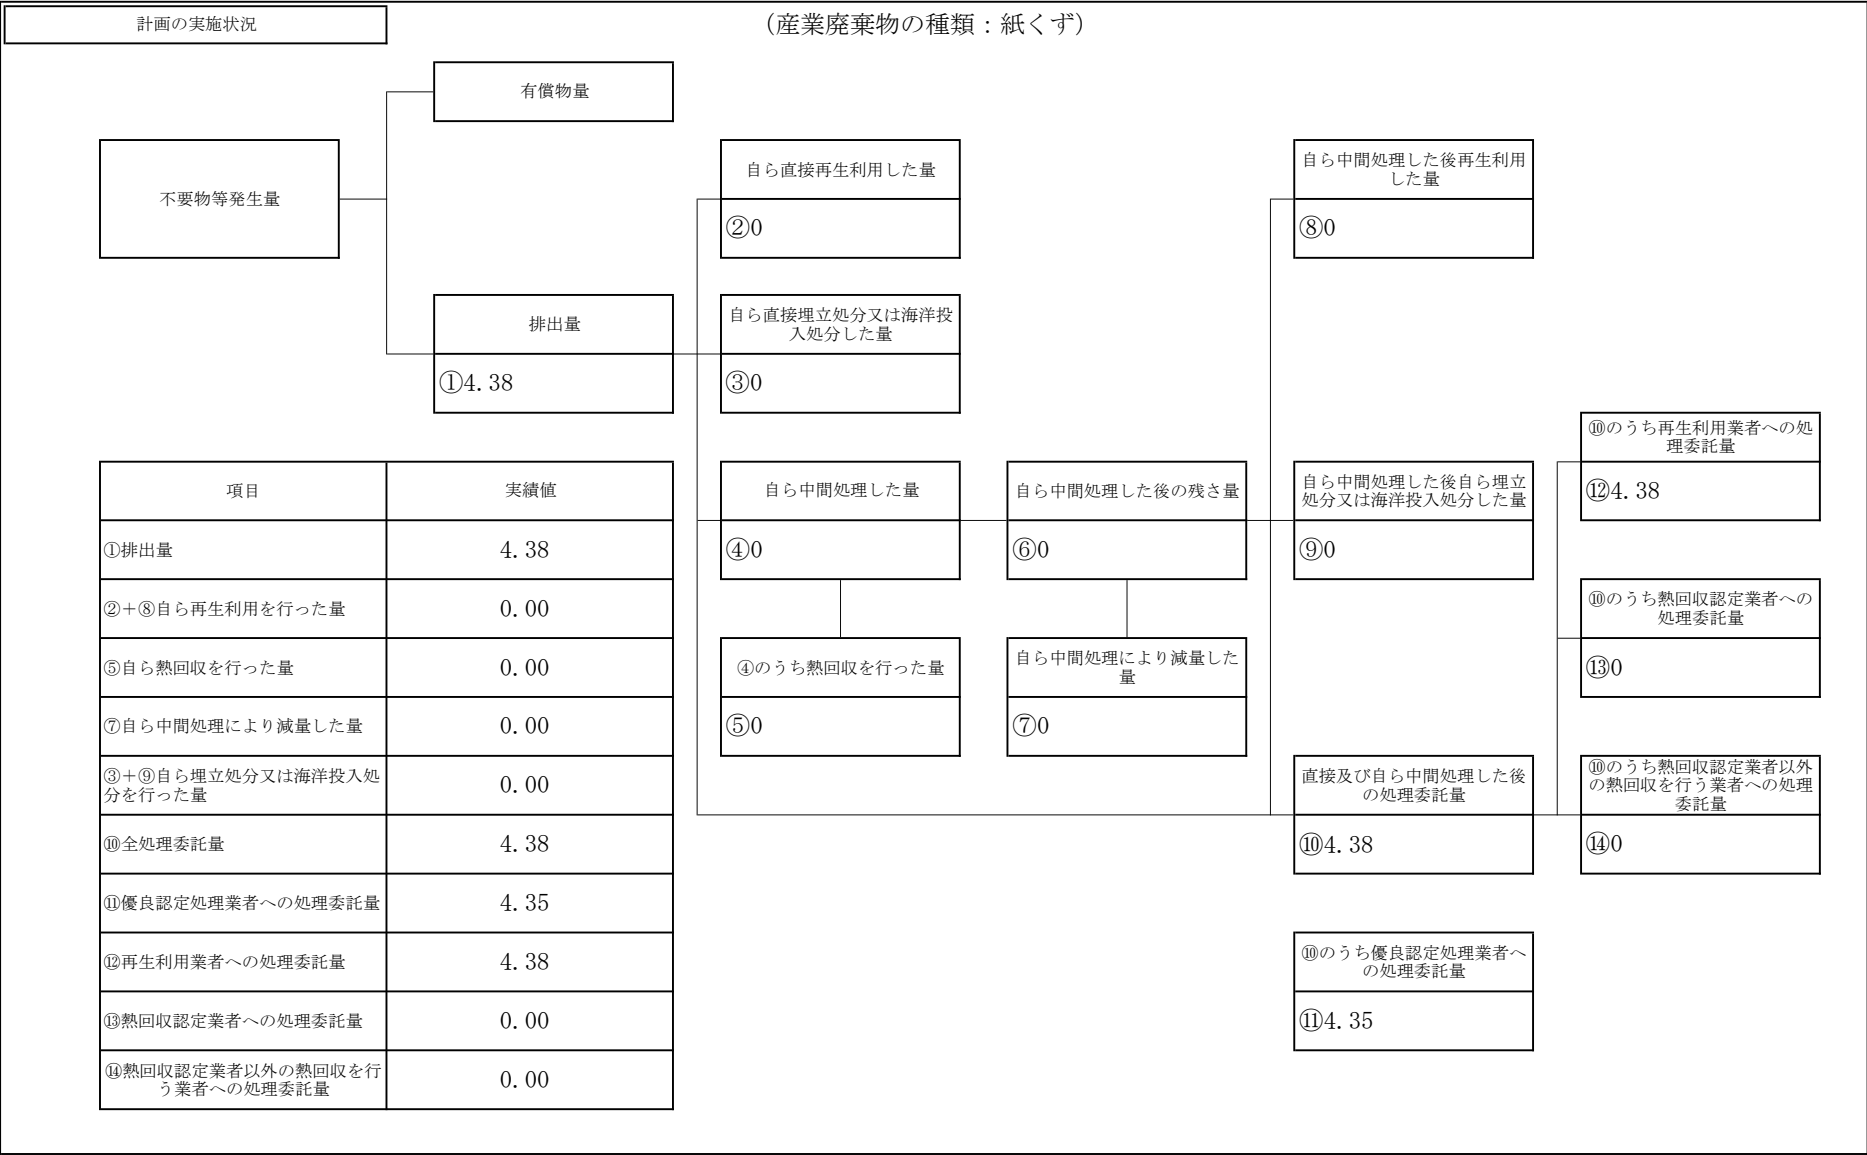 計画の実施状況
(産業廃棄物の種類：紙くず)
有償物量
不要物等発生量
排出量
①4.38
自ら直接再生利用した量
②0
自ら直接埋立処分又は海洋投
入処分した量
③0
自ら中間処理した後再生利用
した量
⑧0
項目
実績値
①排出量
4.38
②＋⑧自ら再生利用を行った量
0.00
⑤自ら熱回収を行った量
0.00
⑦自ら中間処理により減量した量
0.00
③＋⑨自ら埋立処分又は海洋投入処
分を行った量
0.00
⑩全処理委託量
4.38
⑪優良認定処理業者への処理委託量
4.35
⑫再生利用業者への処理委託量
4.38
⑬熱回収認定業者への処理委託量
0.00
⑭熱回収認定業者以外の熱回収を行
う業者への処理委託量
0.00
自ら中間処理した量
④0
④のうち熱回収を行った量
⑤0
自ら中間処理した後の残さ量
⑥0
自ら中間処理により減量した
量
⑦0
自ら中間処理した後自ら埋立
処分又は海洋投入処分した量
⑨0
直接及び自ら中間処理した後
の処理委託量
⑩4.38
⑩のうち優良認定処理業者へ
の処理委託量
⑪4.35
⑩のうち再生利用業者への処
理委託量
⑫4.38
⑩のうち熱回収認定業者への
処理委託量
⑬0
⑩のうち熱回収認定業者以外
の熱回収を行う業者への処理
委託量
⑭0